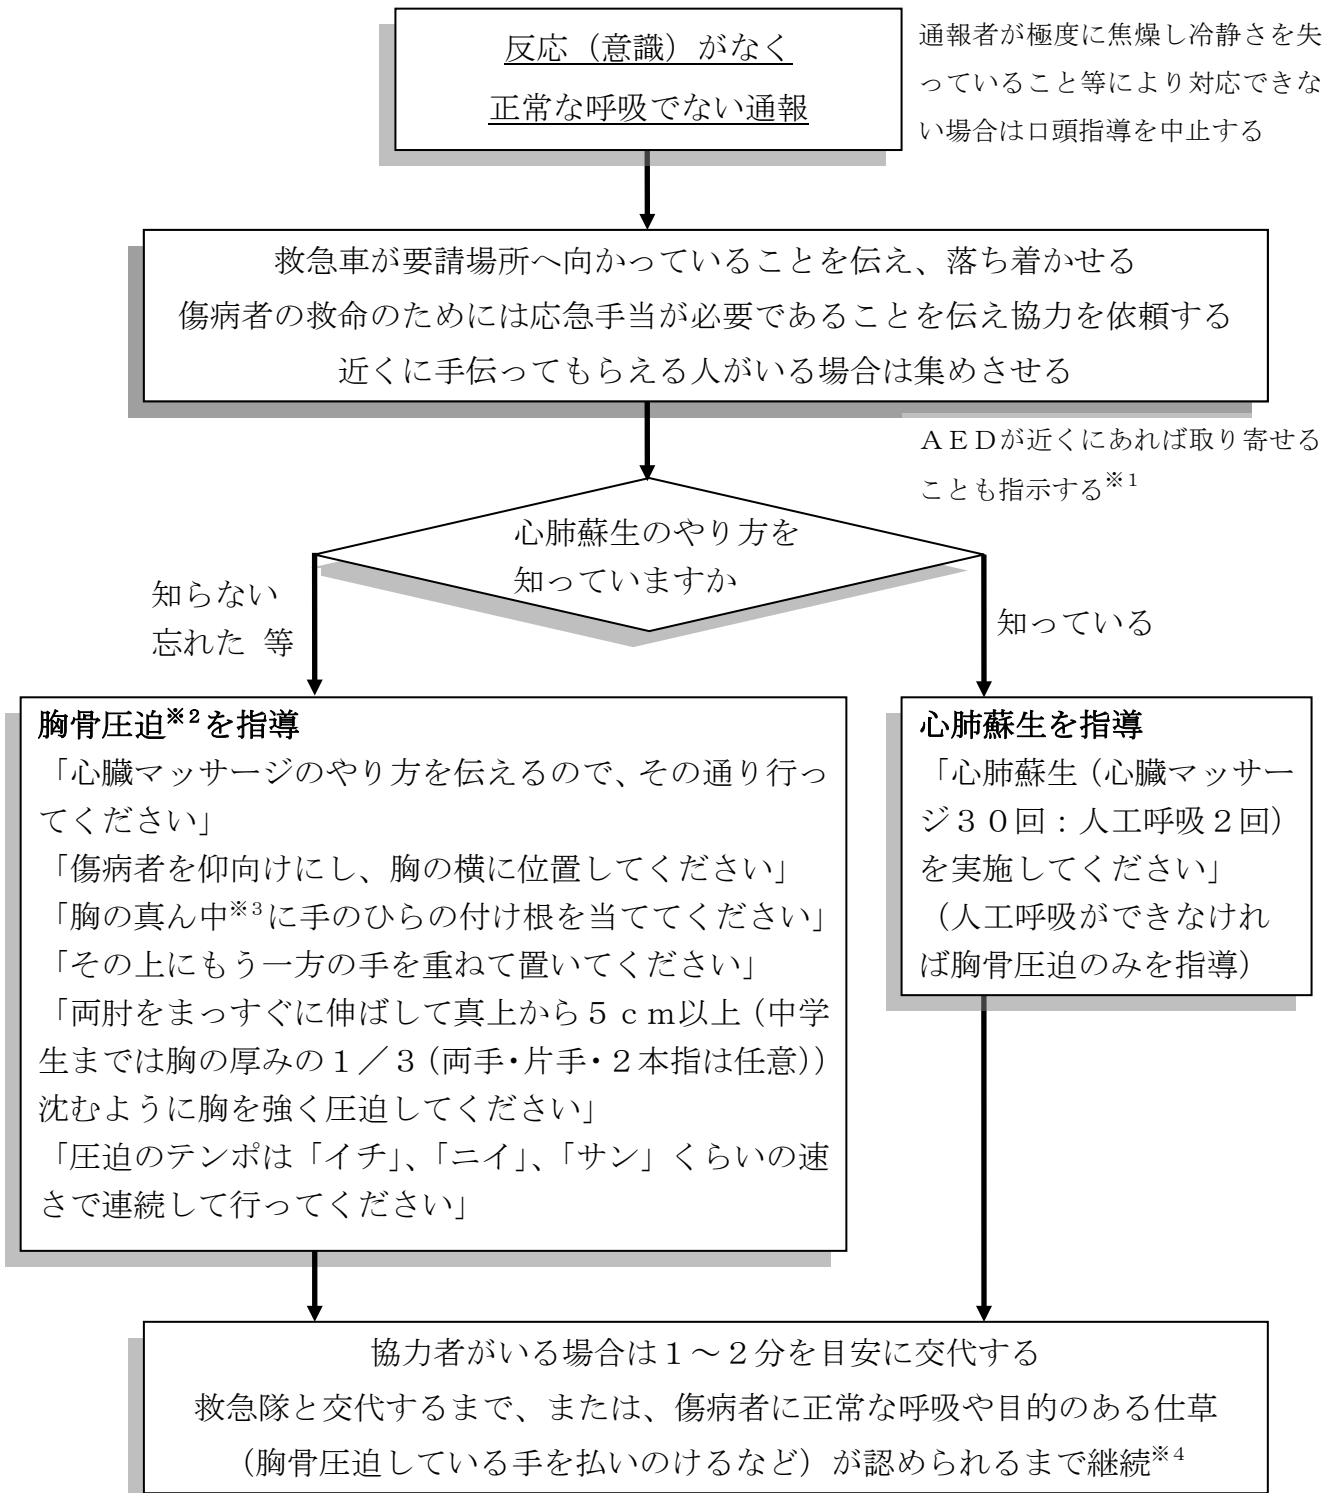 反応（意識）がなく
正常な呼吸でない通報
通報者が極度に焦燥し冷静さを失
っていること等により対応できな
い場合は口頭指導を中止する
救急車が要請場所へ向かっていることを伝え、落ち着かせる
傷病者の救命のためには応急手当が必要であることを伝え協力を依頼する
近くに手伝ってもらえる人がいる場合は集めさせる
ＡＥＤが近くにあれば取り寄せる
ことも指示する※1
心肺蘇生のやり方を
知っていますか
知らない
忘れた 等
知っている
胸骨圧迫※2を指導
「心臓マッサージのやり方を伝えるので、その通り行っ
てください」
「傷病者を仰向けにし、胸の横に位置してください」
「胸の真ん中※3に手のひらの付け根を当ててください」
「その上にもう一方の手を重ねて置いてください」
「両肘をまっすぐに伸ばして真上から５ｃｍ以上（中学
生までは胸の厚みの１／３（両手・片手・２本指は任意））
沈むように胸を強く圧迫してください」
「圧迫のテンポは「イチ」、「ニイ」、「サン」くらいの速
さで連続して行ってください」
心肺蘇生を指導
「心肺蘇生（心臓マッサー
ジ３０回：人工呼吸２回）
を実施してください」
（人工呼吸ができなけれ
ば胸骨圧迫のみを指導）
協力者がいる場合は１～２分を目安に交代する
救急隊と交代するまで、または、傷病者に正常な呼吸や目的のある仕草
（胸骨圧迫している手を払いのけるなど）が認められるまで継続※4